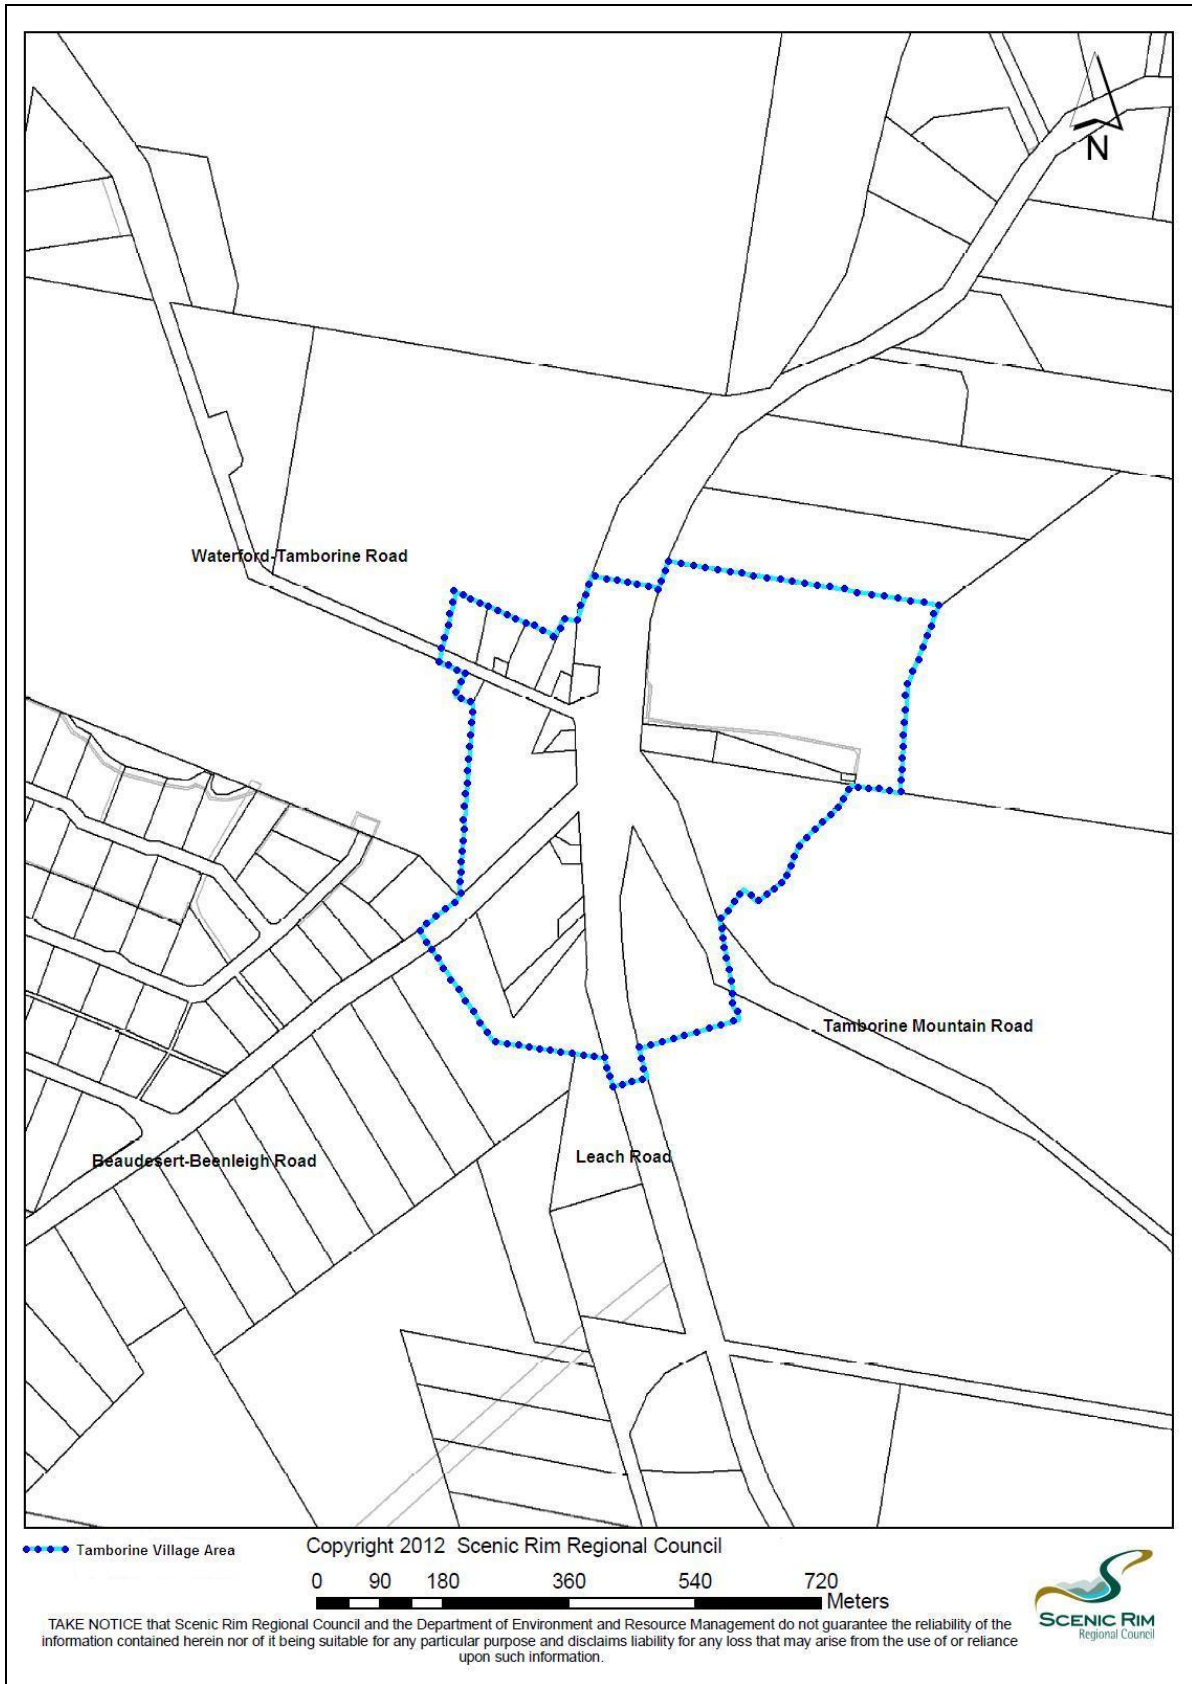 N
Waterford-Tamborine Road
Tamborine Mountain Road
Beaudesert-Beenleigh Road
Leach Road
Tamborine Village Area
Copyright 2012 Scenic Rim Regional Council
0 90 180 360 540 720
Meters
TAKE NOTICE that Scenic Rim Regional Council and the Department of Environment and Resource Management do not guarantee the reliability of the
information contained herein nor of it being suitable for any particular purpose and disclaims liability for any loss that may arise from the use of or reliance
upon such information.
SCENIC RIM
Regional Council